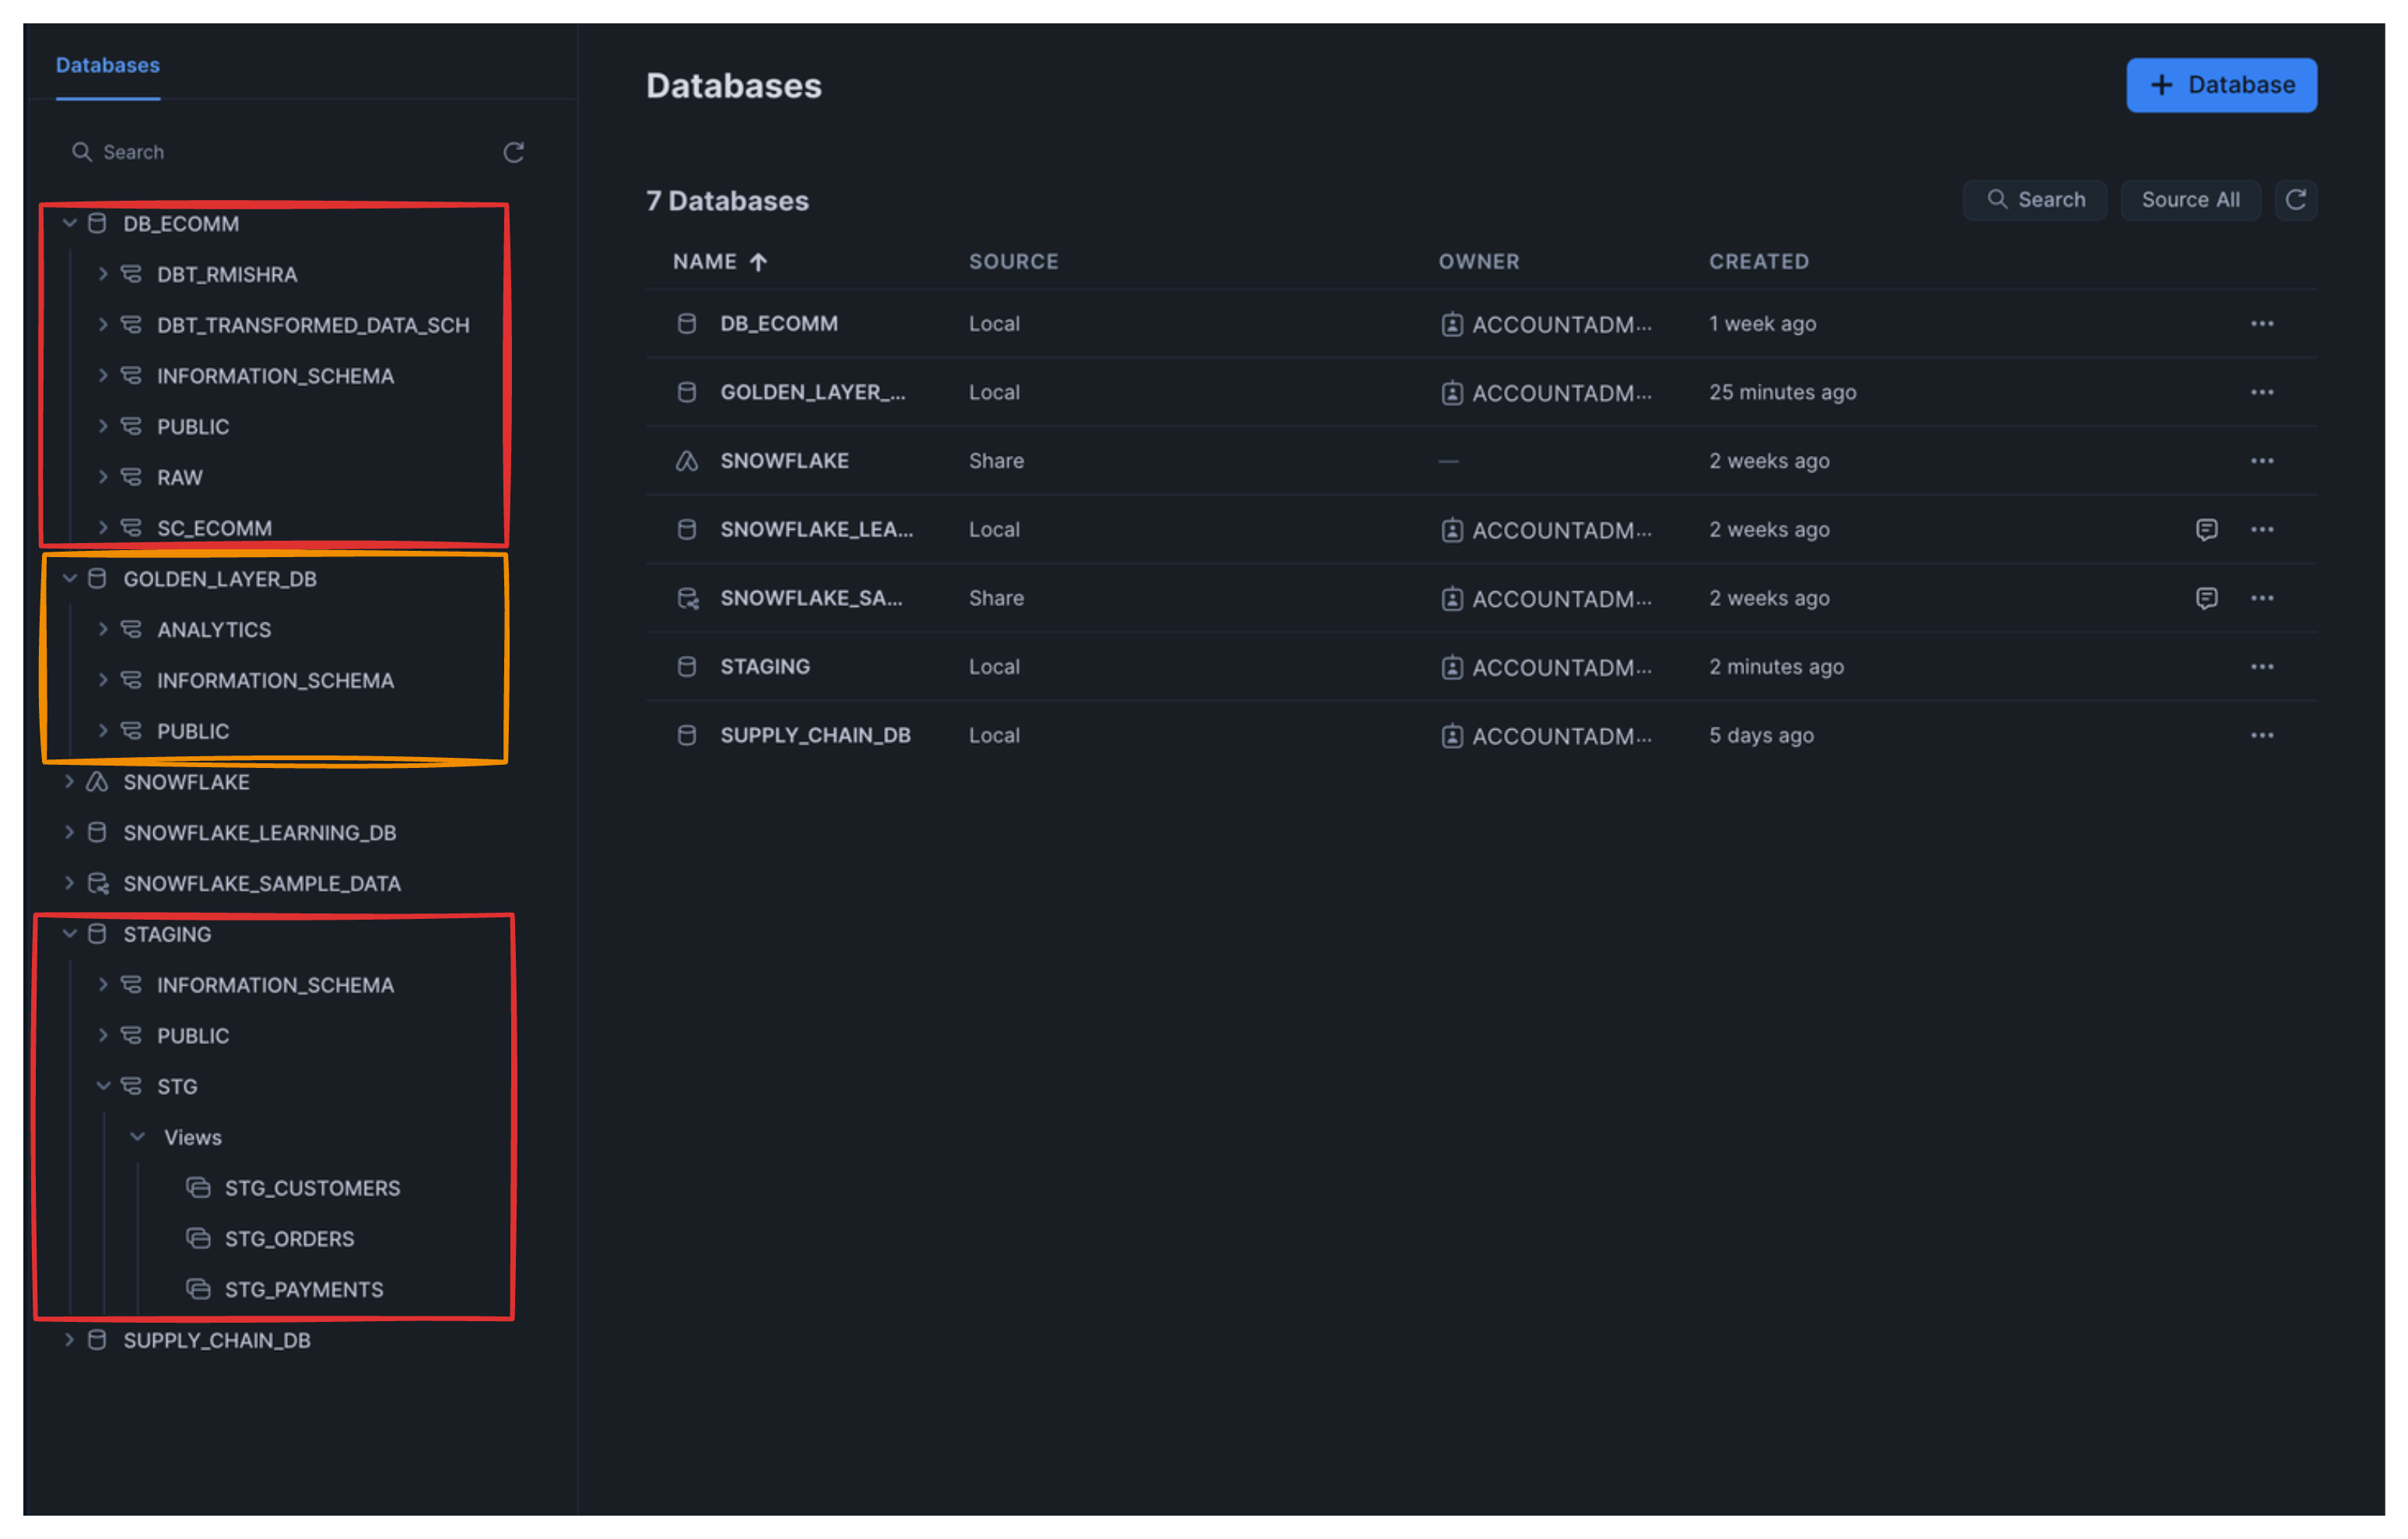 Databases
Search
DB_ECOMM
DBT_RMISHRA
DBT_TRANSFORMED_DATA_SCH
INFORMATION_SCHEMA
PUBLIC
RAW
SC_ECOMM
GOLDEN_LAYER_DB
ANALYTICS
INFORMATION_SCHEMA
PUBLIC
SNOWFLAKE
SNOWFLAKE_LEARNING_DB
SNOWFLAKE_SAMPLE_DATA
STAGING
INFORMATION_SCHEMA
PUBLIC
STG
Views
STG_CUSTOMERS
STG_ORDERS
STG_PAYMENTS
SUPPLY_CHAIN_DB
Databases
+ Database
7 Databases
Search Source All
NAME ↑ SOURCE OWNER CREATED
DB_ECOMM Local ACCOUNTADM... 1 week ago ...
GOLDEN_LAYER_... Local ACCOUNTADM... 25 minutes ago ...
SNOWFLAKE Share — 2 weeks ago ...
SNOWFLAKE_LEA... Local ACCOUNTADM... 2 weeks ago ...
SNOWFLAKE_SA... Share ACCOUNTADM... 2 weeks ago ...
STAGING Local ACCOUNTADM... 2 minutes ago ...
SUPPLY_CHAIN_DB Local ACCOUNTADM... 5 days ago ...